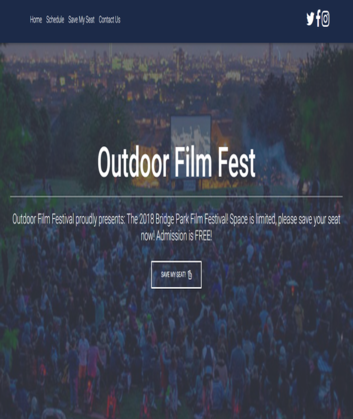 Home Schedule Save My Seat Contact Us
Outdoor Film Fest
Outdoor Film Festival proudly presents: The 2018 Bridge Park Film Festival! Space is limited, please save your seat
now! Admission is FREE!
SAVE MY SEAT!